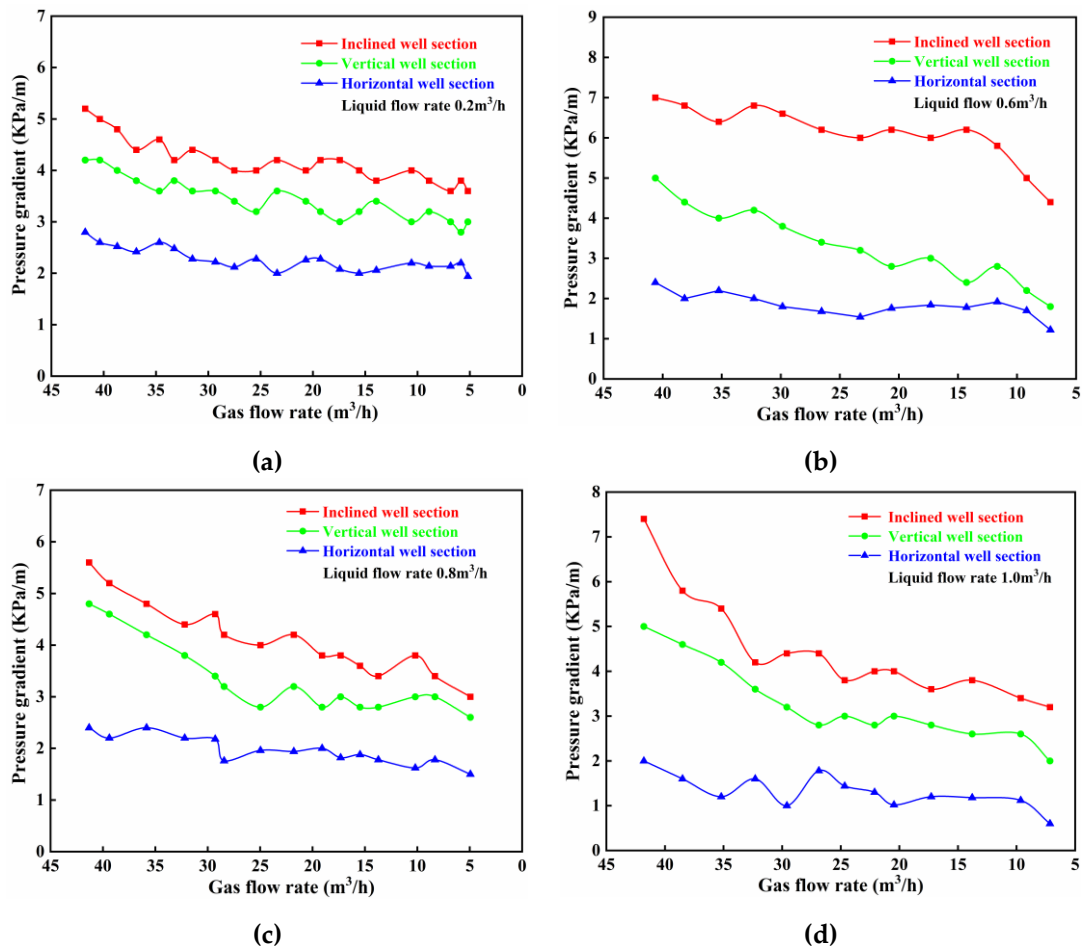 7
6
5
4
3
2
1
0
Pressure gradient (KPa/m)
Inclined well section
Vertical well section
Horizontal well section
Liquid flow rate 0.2m³/h
45 40 35 30 25 20 15 10 5 0
Gas flow rate (m³/h)
(a)
9
8
7
6
5
4
3
2
1
0
Pressure gradient (KPa/m)
Inclined well section
Vertical well section
Horizontal section
Liquid flow 0.6m³/h
45 40 35 30 25 20 15 10 5
Gas flow rate (m³/h)
(b)
7
6
5
4
3
2
1
0
Pressure gradient (KPa/m)
Inclined well section
Vertical well section
Horizontal well section
Liquid flow rate 0.8m³/h
45 40 35 30 25 20 15 10 5 0
Gas flow rate (m³/h)
(c)
8
7
6
5
4
3
2
1
0
Pressure gradient (KPa/m)
Inclined well section
Vertical well section
Horizontal well section
Liquid flow rate 1.0m³/h
45 40 35 30 25 20 15 10 5
Gas flow rate (m³/h)
(d)